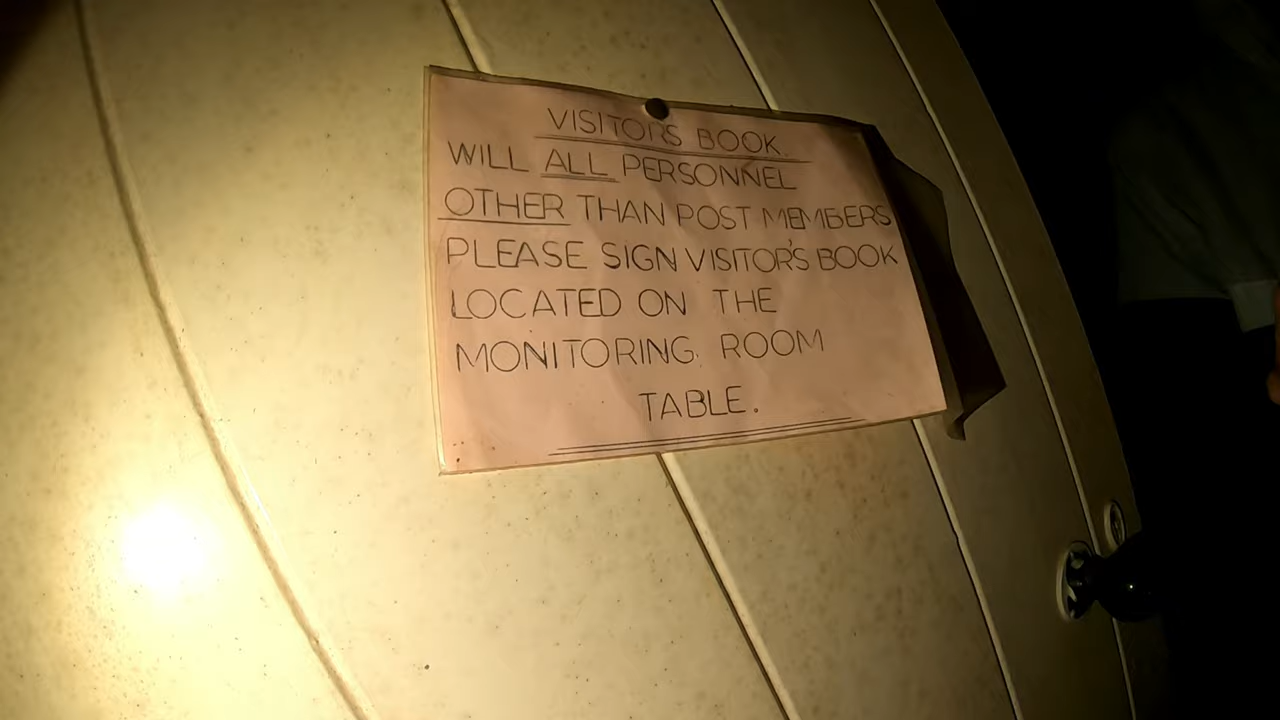 VISITORS BOOK.
WILL ALL PERSONNEL
OTHER THAN POST MEMBERS
PLEASE SIGN VISITOR'S BOOK
LOCATED ON THE
MONITORING. ROOM
TABLE.